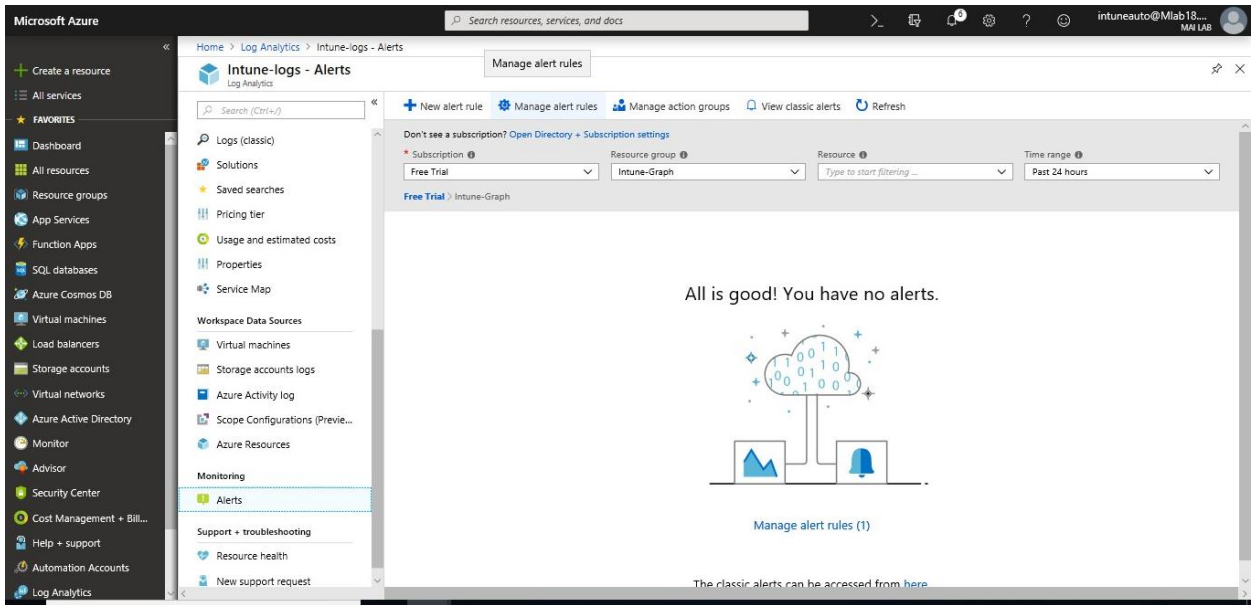 Microsoft Azure
Search resources, services, and docs
6
intuneauto@Mlab18....
MAI LAB
Create a resource
All services
FAVORITES
Dashboard
All resources
Resource groups
App Services
Function Apps
SQL databases
Azure Cosmos DB
Virtual machines
Load balancers
Storage accounts
Virtual networks
Azure Active Directory
Monitor
Advisor
Security Center
Cost Management + Bill...
Help + support
Automation Accounts
Log Analytics
Home > Log Analytics > Intune-logs - Alerts
Intune-logs - Alerts
Log Analytics
Manage alert rules
Search (Ctrl+/)
Logs (classic)
Solutions
Saved searches
Pricing tier
Usage and estimated costs
Properties
Service Map
Workspace Data Sources
Virtual machines
Storage accounts logs
Azure Activity log
Scope Configurations (Previe...
Azure Resources
Monitoring
Alerts
Support + troubleshooting
Resource health
New support request
New alert rule Manage alert rules Manage action groups View classic alerts Refresh
Don't see a subscription? Open Directory + Subscription settings
* Subscription Resource group Resource Time range
Free Trial Intune-Graph Type to start filtering ... Past 24 hours
Free Trial > Intune-Graph
All is good! You have no alerts.
Manage alert rules (1)
The classic alerts can be accessed from here